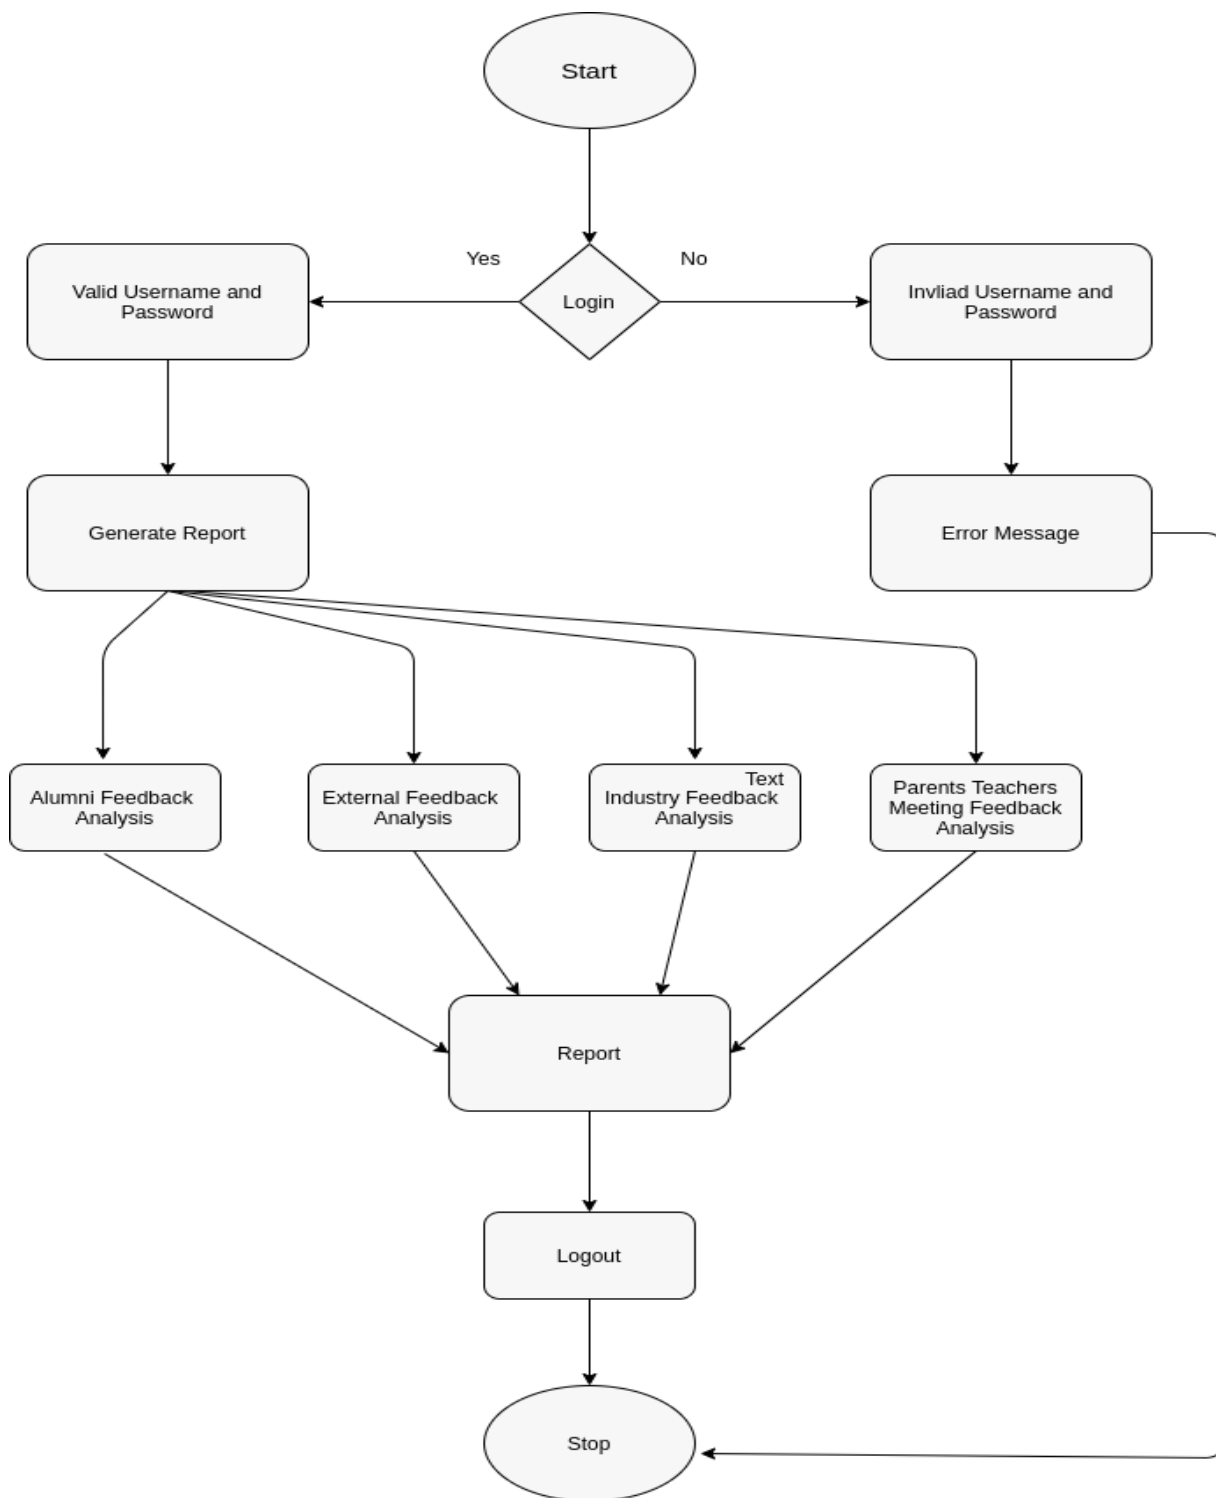 Start
Yes
No
Valid Username and
Password
Login
Invliad Username and
Password
Generate Report
Error Message
Alumni Feedback
Analysis
External Feedback
Analysis
Text
Industry Feedback
Analysis
Parents Teachers
Meeting Feedback
Analysis
Report
Logout
Stop